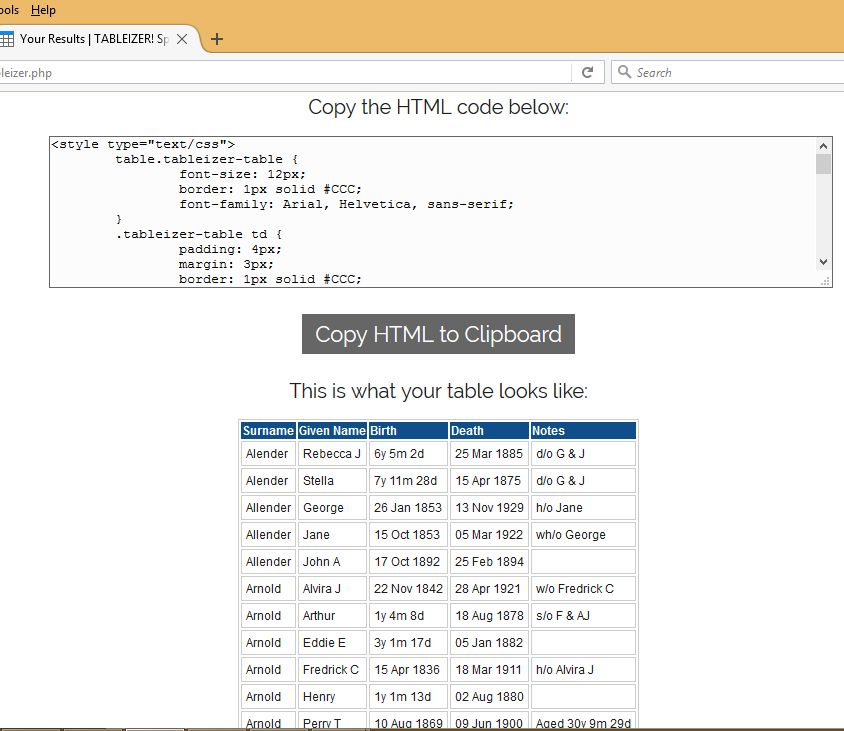 ools Help
Your Results | TABLEIZER! Sp
leizer.php Search
Copy the HTML code below:
<style type="text/css">
table.tableizer-table {
font-size: 12px;
border: 1px solid #CCC;
font-family: Arial, Helvetica, sans-serif;
}
.tableizer-table td {
padding: 4px;
margin: 3px;
border: 1px solid #CCC;
Copy HTML to Clipboard
This is what your table looks like:
Surname Given Name Birth Death Notes
Alender Rebecca J 6y 5m 2d 25 Mar 1885 d/o G & J
Alender Stella 7y 11m 28d 15 Apr 1875 d/o G & J
Allender George 26 Jan 1853 13 Nov 1929 h/o Jane
Allender Jane 15 Oct 1853 05 Mar 1922 wh/o George
Allender John A 17 Oct 1892 25 Feb 1894
Arnold Alvira J 22 Nov 1842 28 Apr 1921 w/o Fredrick C
Arnold Arthur 1y 4m 8d 18 Aug 1878 s/o F & AJ
Arnold Eddie E 3y 1m 17d 05 Jan 1882
Arnold Fredrick C 15 Apr 1836 18 Mar 1911 h/o Alvira J
Arnold Henry 1y 1m 13d 02 Aug 1880
Arnold Perry T 10 Aug 1869 09 Jun 1900 Aged 30y 9m 29d